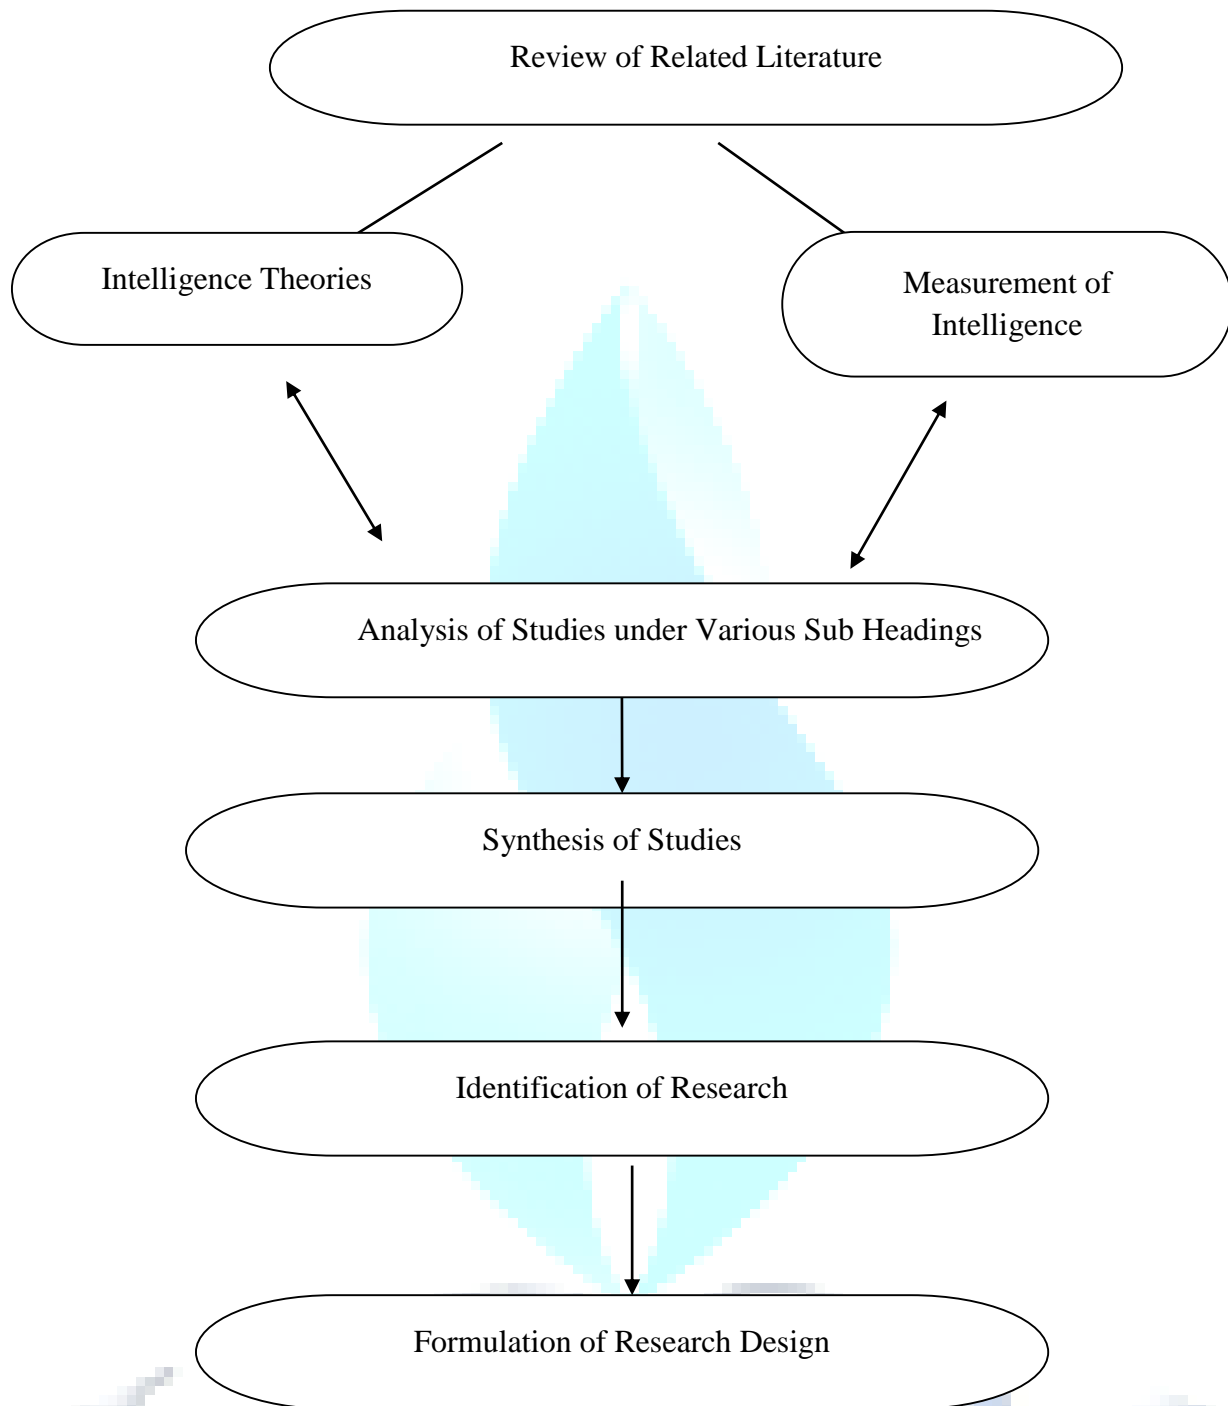 Review of Related Literature
Intelligence Theories
Measurement of
Intelligence
Analysis of Studies under Various Sub Headings
Synthesis of Studies
Identification of Research
Formulation of Research Design